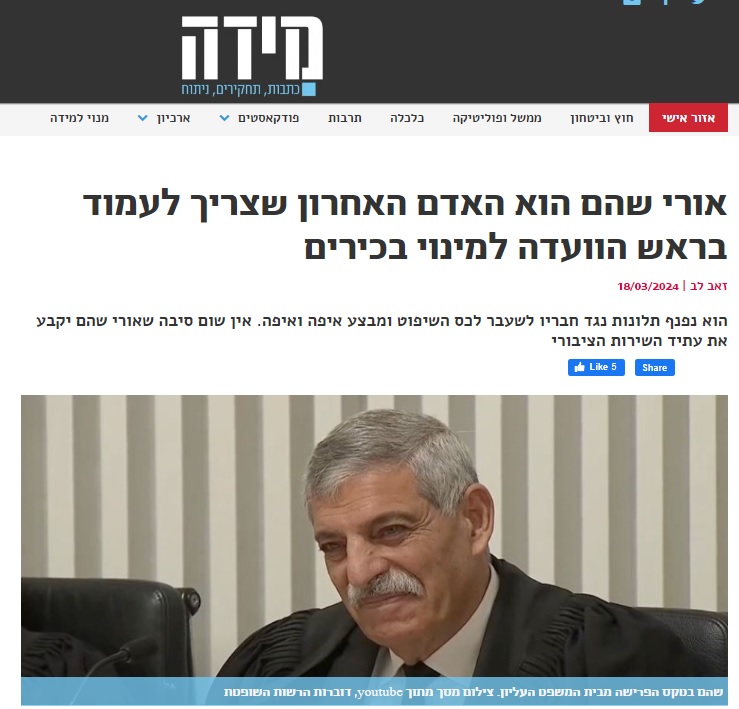 מידה
כתבות, תחקירים, ניתוח
אזור אישי חוץ וביטחון ממשל ופוליטיקה כלכלה תרבות פודקאסטים ארכיון מנוי למידה
אורי שהם הוא האדם האחרון שצריך לעמוד
בראש הוועדה למינוי בכירים
זאב לב | 18/03/2024
הוא נפנף תלונות נגד חבריו לשעבר לכס השיפוט ומבצע איפה ואיפה. אין שום סיבה שאורי שהם יקבע
את עתיד השירות הציבורי
Like 5 Share
שהם בטקס הפרישה מבית המשפט העליון. צילום מסך מתוך youtube, דוברות הרשות השופטת